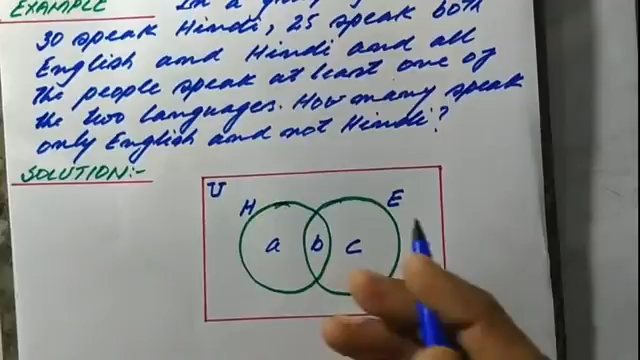 EXAMPLE In a
30 speak Hindi, 25 speak both
English and Hindi and all
the people speak at least one of
the two languages. How many speak
only English and not Hindi?
SOLUTION:-
U
H E
a b c